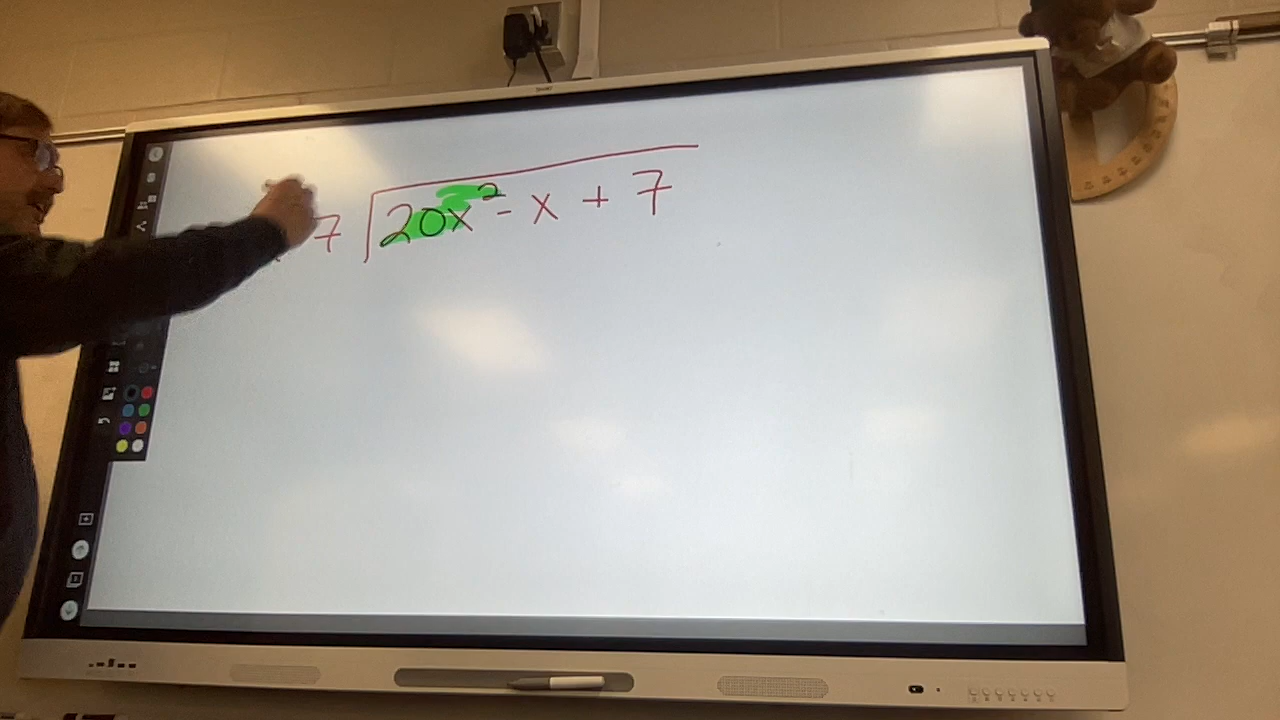 7 20x² - x + 7